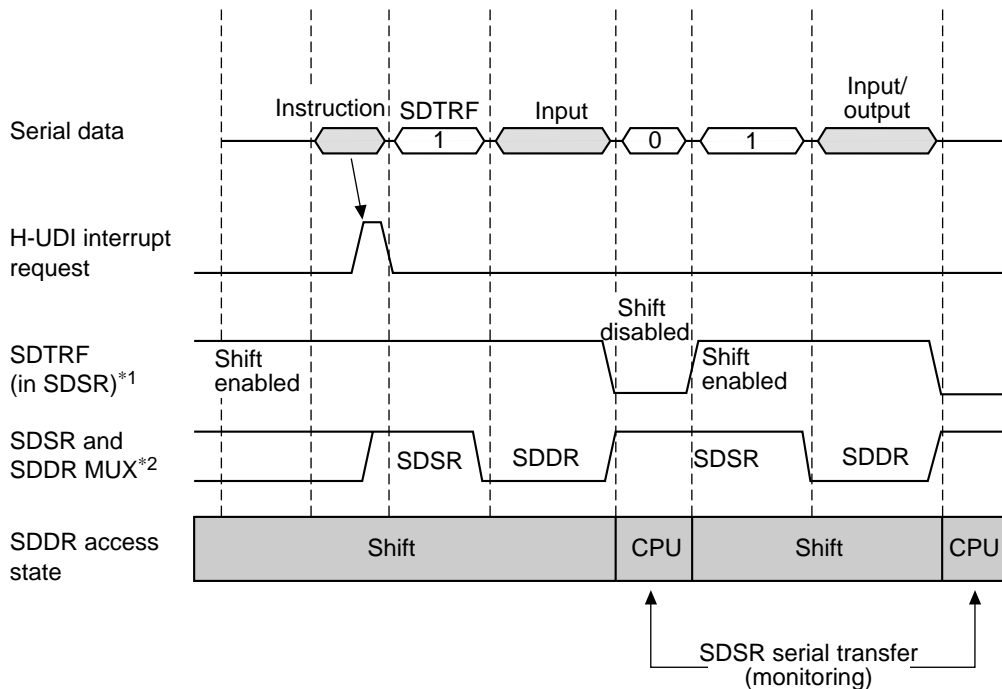 Serial data
Instruction
SDTRF
1
Input
0
1
Input/
output
H-UDI interrupt
request
SDTRF
(in SDSR)*1
Shift
enabled
Shift
disabled
Shift
enabled
SDSR and
SDDR MUX*2
SDSR
SDDR
SDSR
SDDR
SDDR access
state
Shift
CPU
Shift
CPU
SDSR serial transfer
(monitoring)